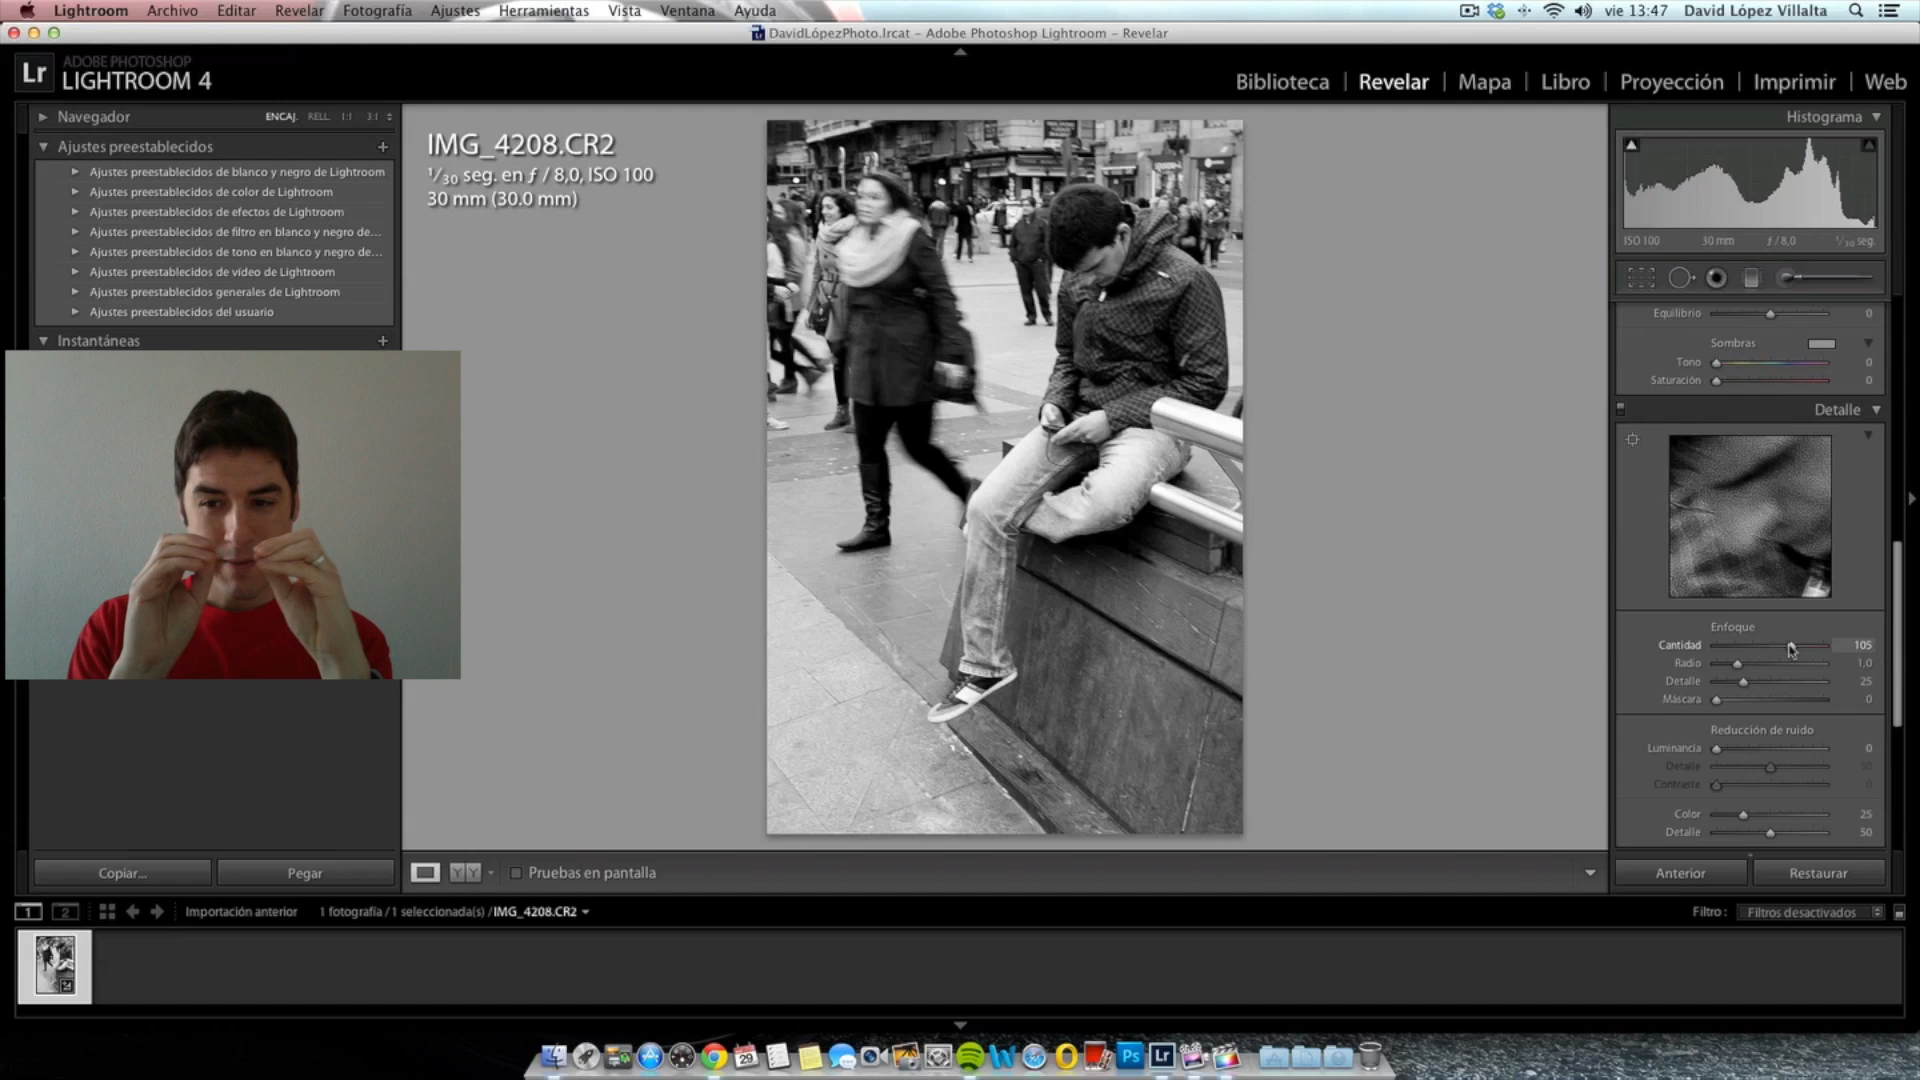 Lightroom Archivo Editar Revelar Fotografía Ajustes Herramientas Vista Ventana Ayuda vie 13:47 David López Villalta
DavidLópezPhoto.lrcat – Adobe Photoshop Lightroom – Revelar
Lr ADOBE PHOTOSHOP
LIGHTROOM 4
Biblioteca | Revelar | Mapa | Libro | Proyección | Imprimir | Web
Navegador ENCAJ. RELL. 1:1 3:1
Ajustes preestablecidos +
Ajustes preestablecidos de blanco y negro de Lightroom
Ajustes preestablecidos de color de Lightroom
Ajustes preestablecidos de efectos de Lightroom
Ajustes preestablecidos de filtro en blanco y negro de...
Ajustes preestablecidos de tono en blanco y negro de...
Ajustes preestablecidos de vídeo de Lightroom
Ajustes preestablecidos generales de Lightroom
Ajustes preestablecidos del usuario
Instantáneas +
IMG_4208.CR2
1/30 seg. en ƒ / 8,0, ISO 100
30 mm (30.0 mm)
Histograma
ISO 100 30 mm ƒ / 8,0 1/30 seg.
Equilibrio 0
Sombras
Tono 0
Saturación 0
Detalle
Enfoque
Cantidad 105
Radio 1,0
Detalle 25
Máscara 0
Reducción de ruido
Luminancia 0
Detalle 50
Contraste 0
Color 25
Detalle 50
Copiar... Pegar
YY Pruebas en pantalla
Anterior Restaurar
1 2 Importación anterior 1 fotografía / 1 seleccionada(s) / IMG_4208.CR2
Filtro : Filtros desactivados
29
Ps Lr